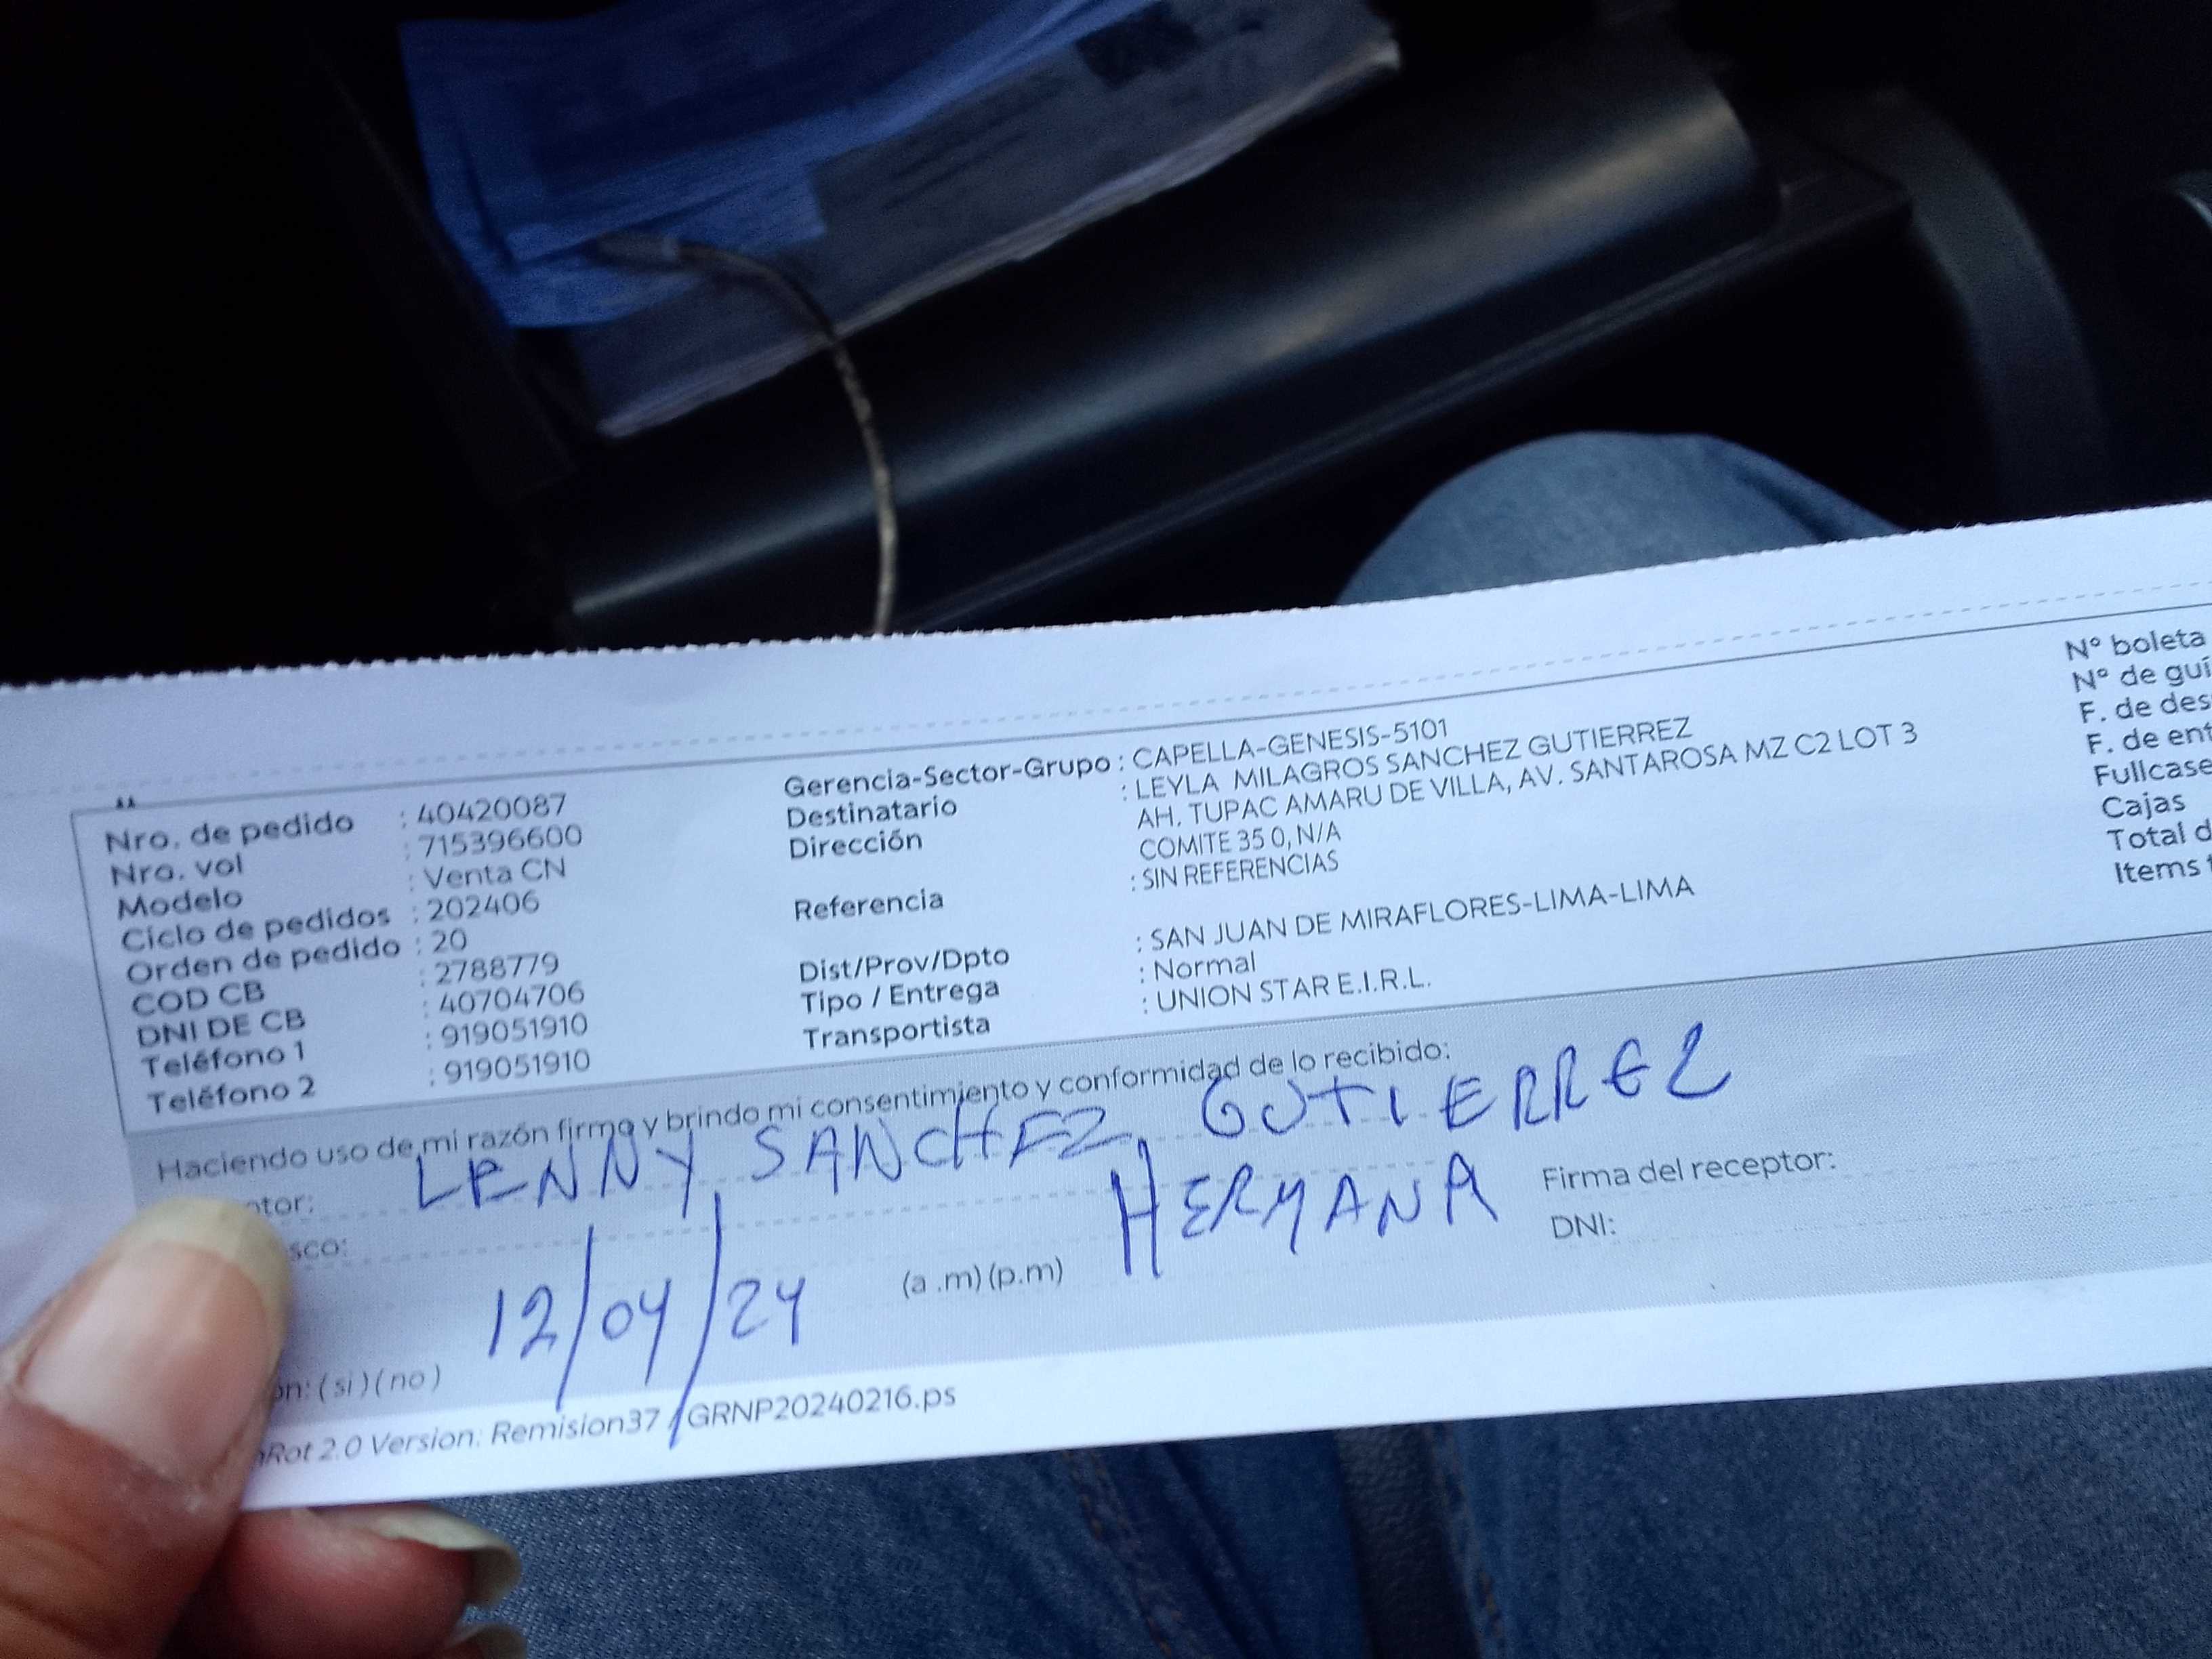 Nro. de pedido : 40420087
Nro. vol : 715396600
Modelo : Venta CN
Ciclo de pedidos : 202406
Orden de pedido : 20
COD CB : 2788779
DNI DE CB : 40704706
Teléfono 1 : 919051910
Teléfono 2 : 919051910
Gerencia-Sector-Grupo : CAPELLA-GENESIS-5101
Destinatario : LEYLA MILAGROS SANCHEZ GUTIERREZ
Dirección AH. TUPAC AMARU DE VILLA, AV. SANTAROSA MZ C2 LOT 3
COMITE 35 0, N/A
Referencia : SIN REFERENCIAS
Dist/Prov/Dpto : SAN JUAN DE MIRAFLORES-LIMA-LIMA
Tipo / Entrega : Normal
Transportista : UNION STAR E.I.R.L.
N° boleta
N° de guí
F. de des
F. de ent
Fullcase
Cajas
Total d
Items
Haciendo uso de mi razón firmo y brindo mi consentimiento y conformidad de lo recibido:
tor: LENNY SANCHEZ GUTIERREZ
sco: HERMANA
Firma del receptor:
DNI:
12/04/24 (a .m) (p.m)
ón: ( si ) ( no )
Rot 2.0 Version: Remision37 /GRNP20240216.ps